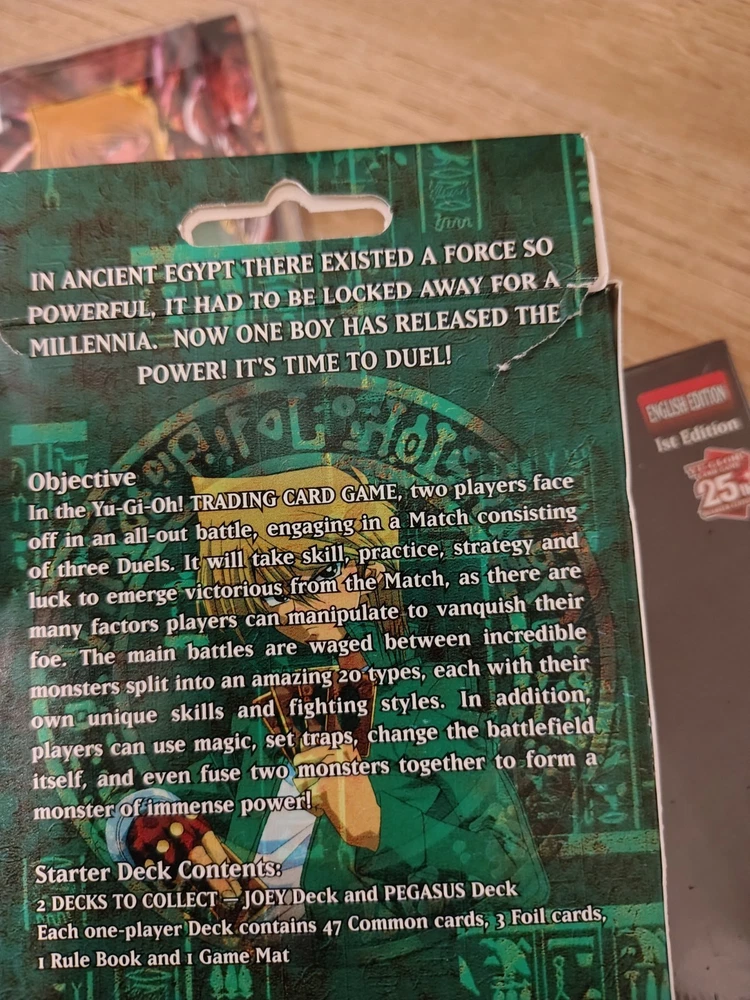 IN ANCIENT EGYPT THERE EXISTED A FORCE SO
POWERFUL, IT HAD TO BE LOCKED AWAY FOR A
MILLENNIA. NOW ONE BOY HAS RELEASED THE
POWER! IT'S TIME TO DUEL!
Objective
In the Yu-Gi-Oh! TRADING CARD GAME, two players face
off in an all-out battle, engaging in a Match consisting
of three Duels. It will take skill, practice, strategy and
luck to emerge victorious from the Match, as there are
many factors players can manipulate to vanquish their
foe. The main battles are waged between incredible
monsters split into an amazing 20 types, each with their
own unique skills and fighting styles. In addition,
players can use magic, set traps, change the battlefield
itself, and even fuse two monsters together to form a
monster of immense power!
Starter Deck Contents:
2 DECKS TO COLLECT — JOEY Deck and PEGASUS Deck
Each one-player Deck contains 47 Common cards, 3 Foil cards,
1 Rule Book and 1 Game Mat
ENGLISH EDITION
1st Edition
25